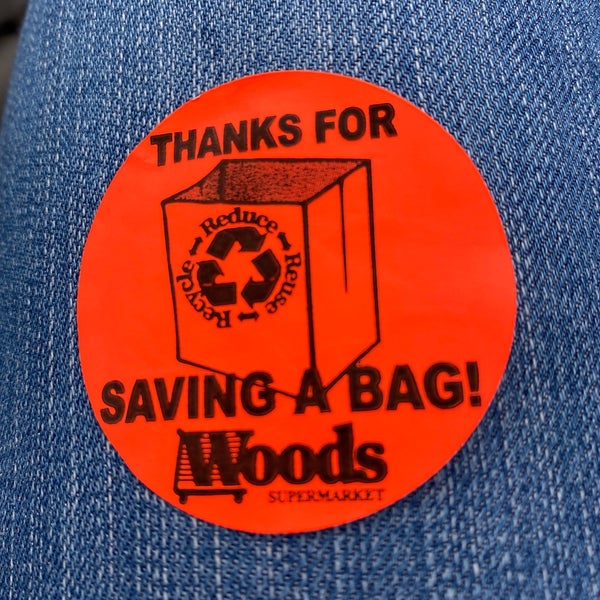 THANKS FOR
Reduce
Reuse
Recycle
SAVING A BAG!
Woods
SUPERMARKET